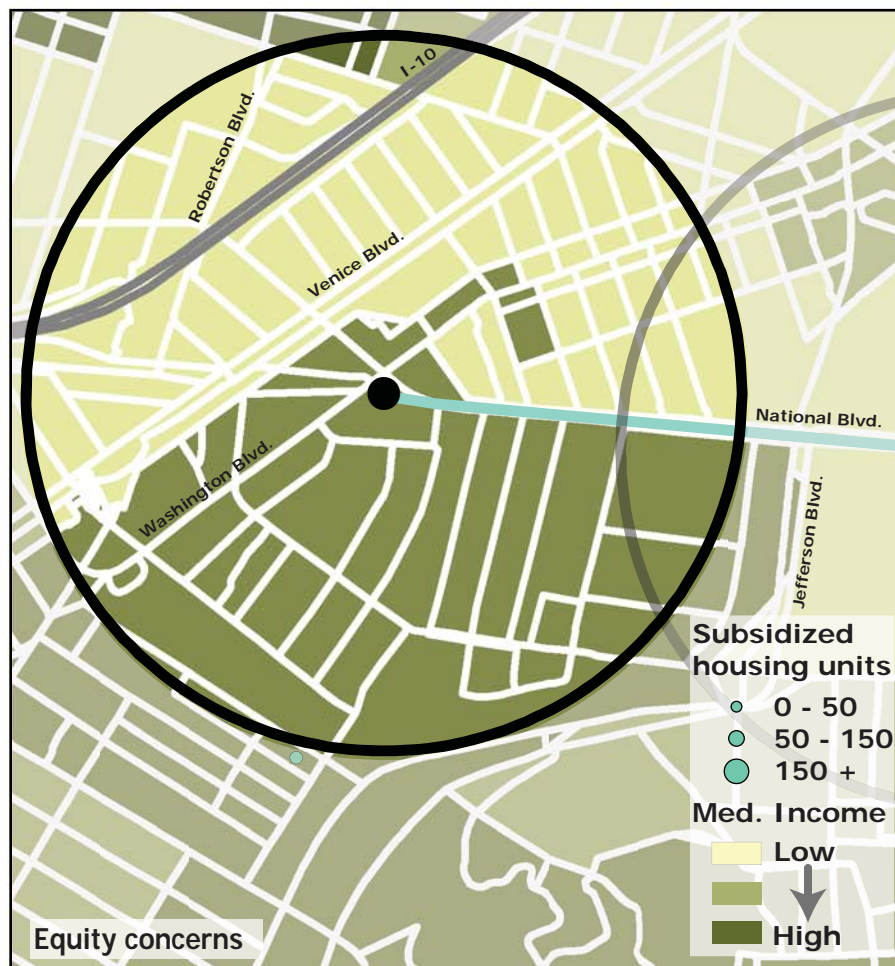 I-10
Robertson Blvd.
Venice Blvd.
National Blvd.
Washington Blvd.
Jefferson Blvd.
Subsidized
housing units
0 - 50
50 - 150
150 +
Med. Income
Low
High
Equity concerns